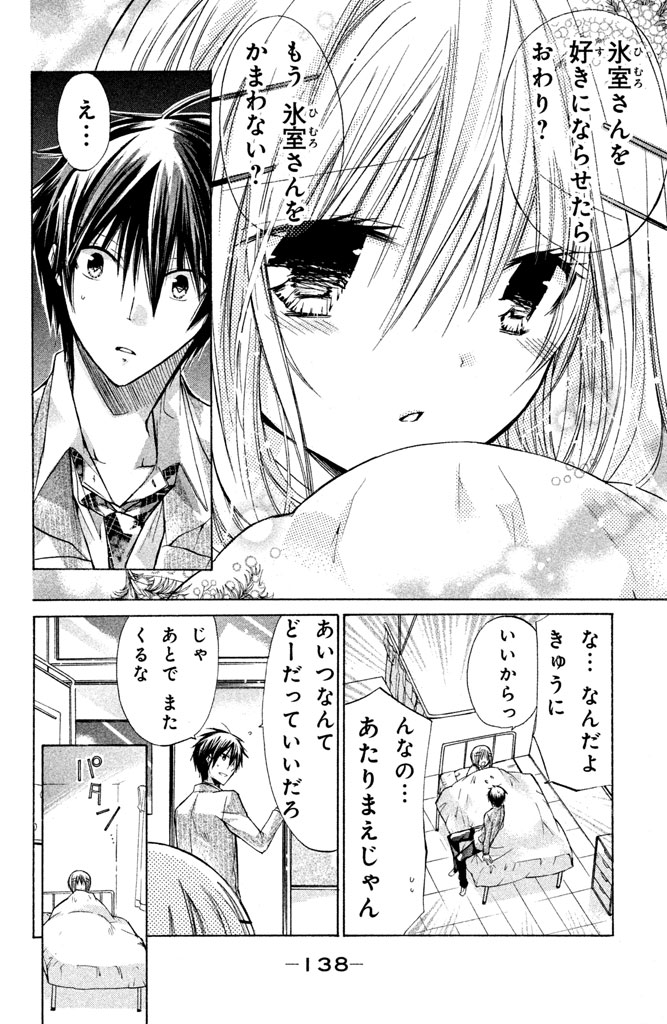 氷室さんを
好きにならせたら
おわり?
もう 氷室さんを
かまわない?
え…
な… なんだよ
きゅうに
いいからっ
んなの…
あたりまえじゃん
あいつなんて
どーだっていいだろ
じゃ
あとで また
くるな
パタン
-138-